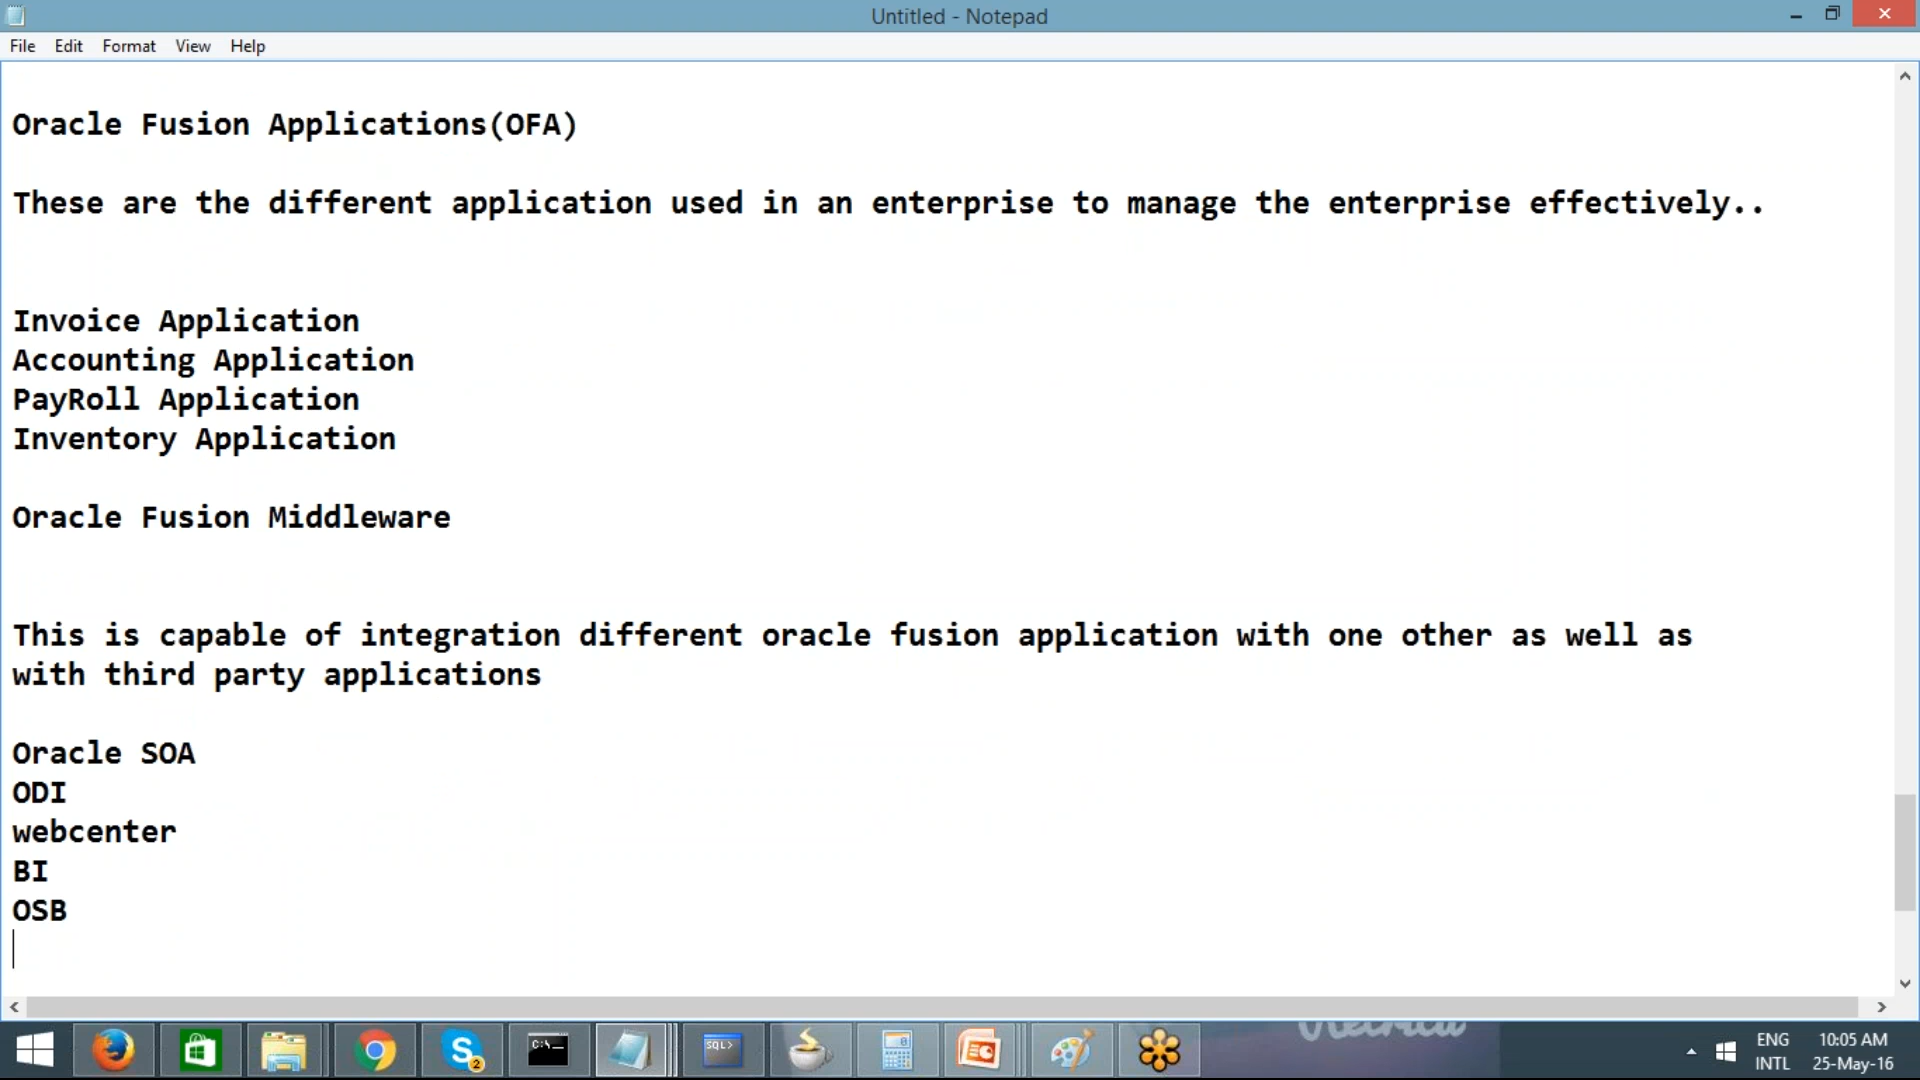 Untitled - Notepad
File Edit Format View Help
Oracle Fusion Applications(OFA)
These are the different application used in an enterprise to manage the enterprise effectively..
Invoice Application
Accounting Application
PayRoll Application
Inventory Application
Oracle Fusion Middleware
This is capable of integration different oracle fusion application with one other as well as
with third party applications
Oracle SOA
ODI
webcenter
BI
OSB
S 2
C:\_
SQL>
ENG 10:05 AM
INTL 25-May-16